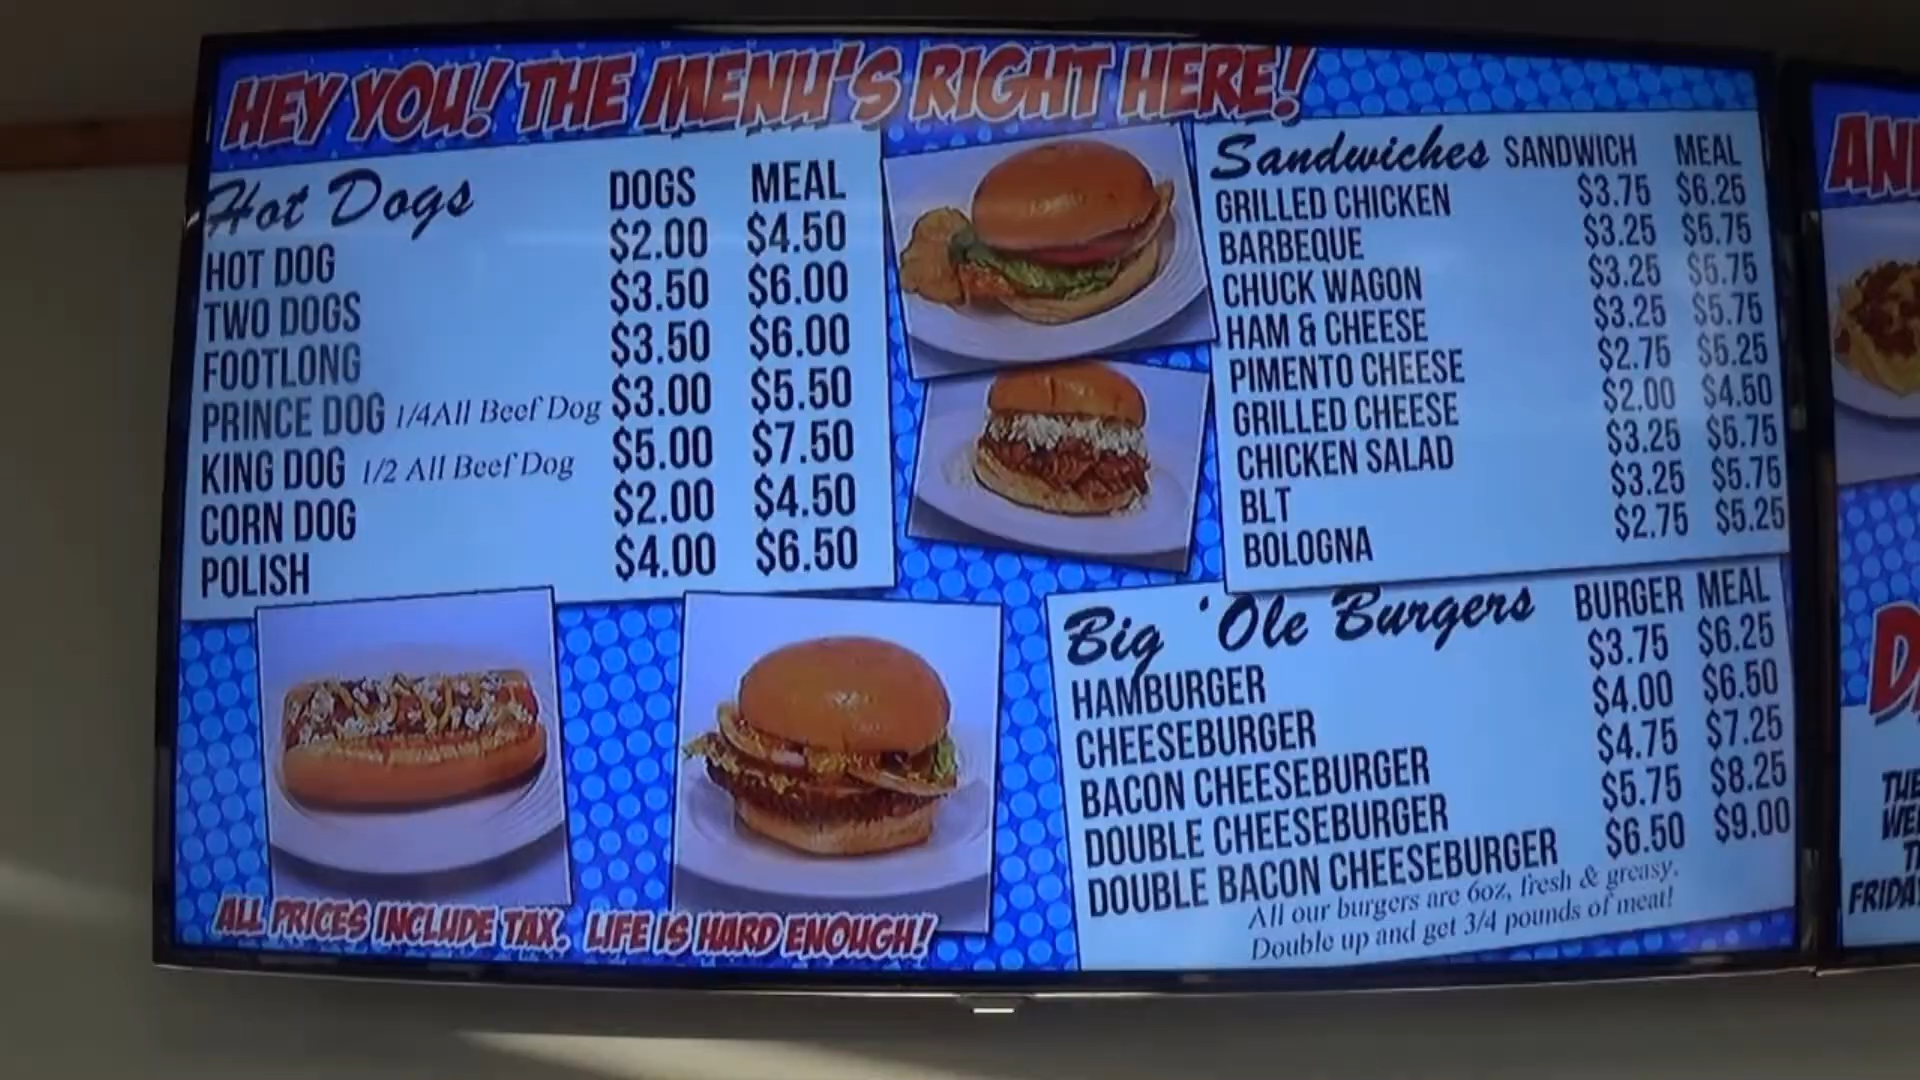 HEY YOU! THE MENU'S RIGHT HERE!
Hot Dogs DOGS MEAL
HOT DOG $2.00 $4.50
TWO DOGS $3.50 $6.00
FOOTLONG $3.50 $6.00
PRINCE DOG 1/4 All Beef Dog $3.00 $5.50
KING DOG 1/2 All Beef Dog $5.00 $7.50
CORN DOG $2.00 $4.50
POLISH $4.00 $6.50
Sandwiches SANDWICH MEAL
GRILLED CHICKEN $3.75 $6.25
BARBEQUE $3.25 $5.75
CHUCK WAGON $3.25 $5.75
HAM & CHEESE $3.25 $5.75
PIMENTO CHEESE $2.75 $5.25
GRILLED CHEESE $2.00 $4.50
CHICKEN SALAD $3.25 $5.75
BLT $3.25 $5.75
BOLOGNA $2.75 $5.25
Big 'Ole Burgers BURGER MEAL
HAMBURGER $3.75 $6.25
CHEESEBURGER $4.00 $6.50
BACON CHEESEBURGER $4.75 $7.25
DOUBLE CHEESEBURGER $5.75 $8.25
DOUBLE BACON CHEESEBURGER $6.50 $9.00
All our burgers are 6oz, fresh & greasy.
Double up and get 3/4 pounds of meat!
ALL PRICES INCLUDE TAX. LIFE IS HARD ENOUGH!